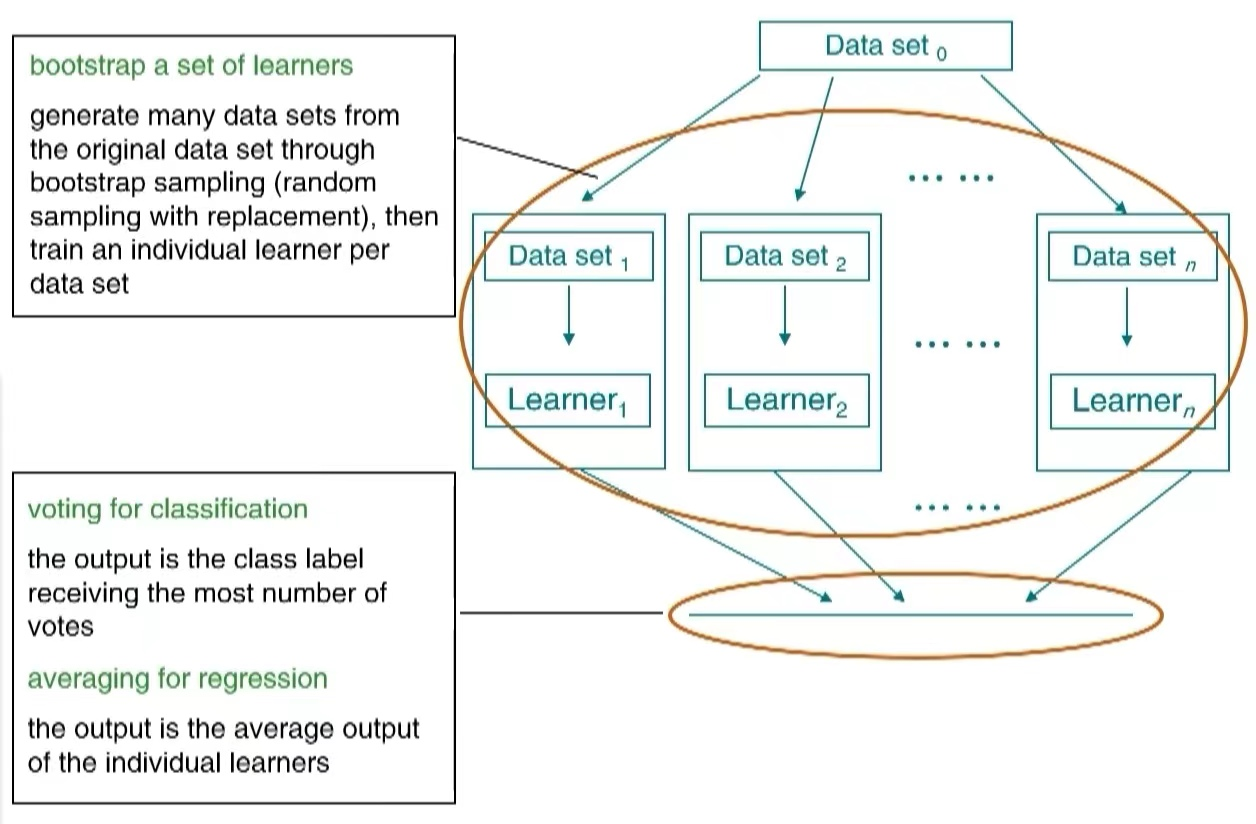 bootstrap a set of learners
generate many data sets from
the original data set through
bootstrap sampling (random
sampling with replacement), then
train an individual learner per
data set
Data set 0
... ...
Data set 1
Data set 2
Data set n
... ...
Learner1
Learner2
Learnern
... ...
voting for classification
the output is the class label
receiving the most number of
votes
averaging for regression
the output is the average output
of the individual learners